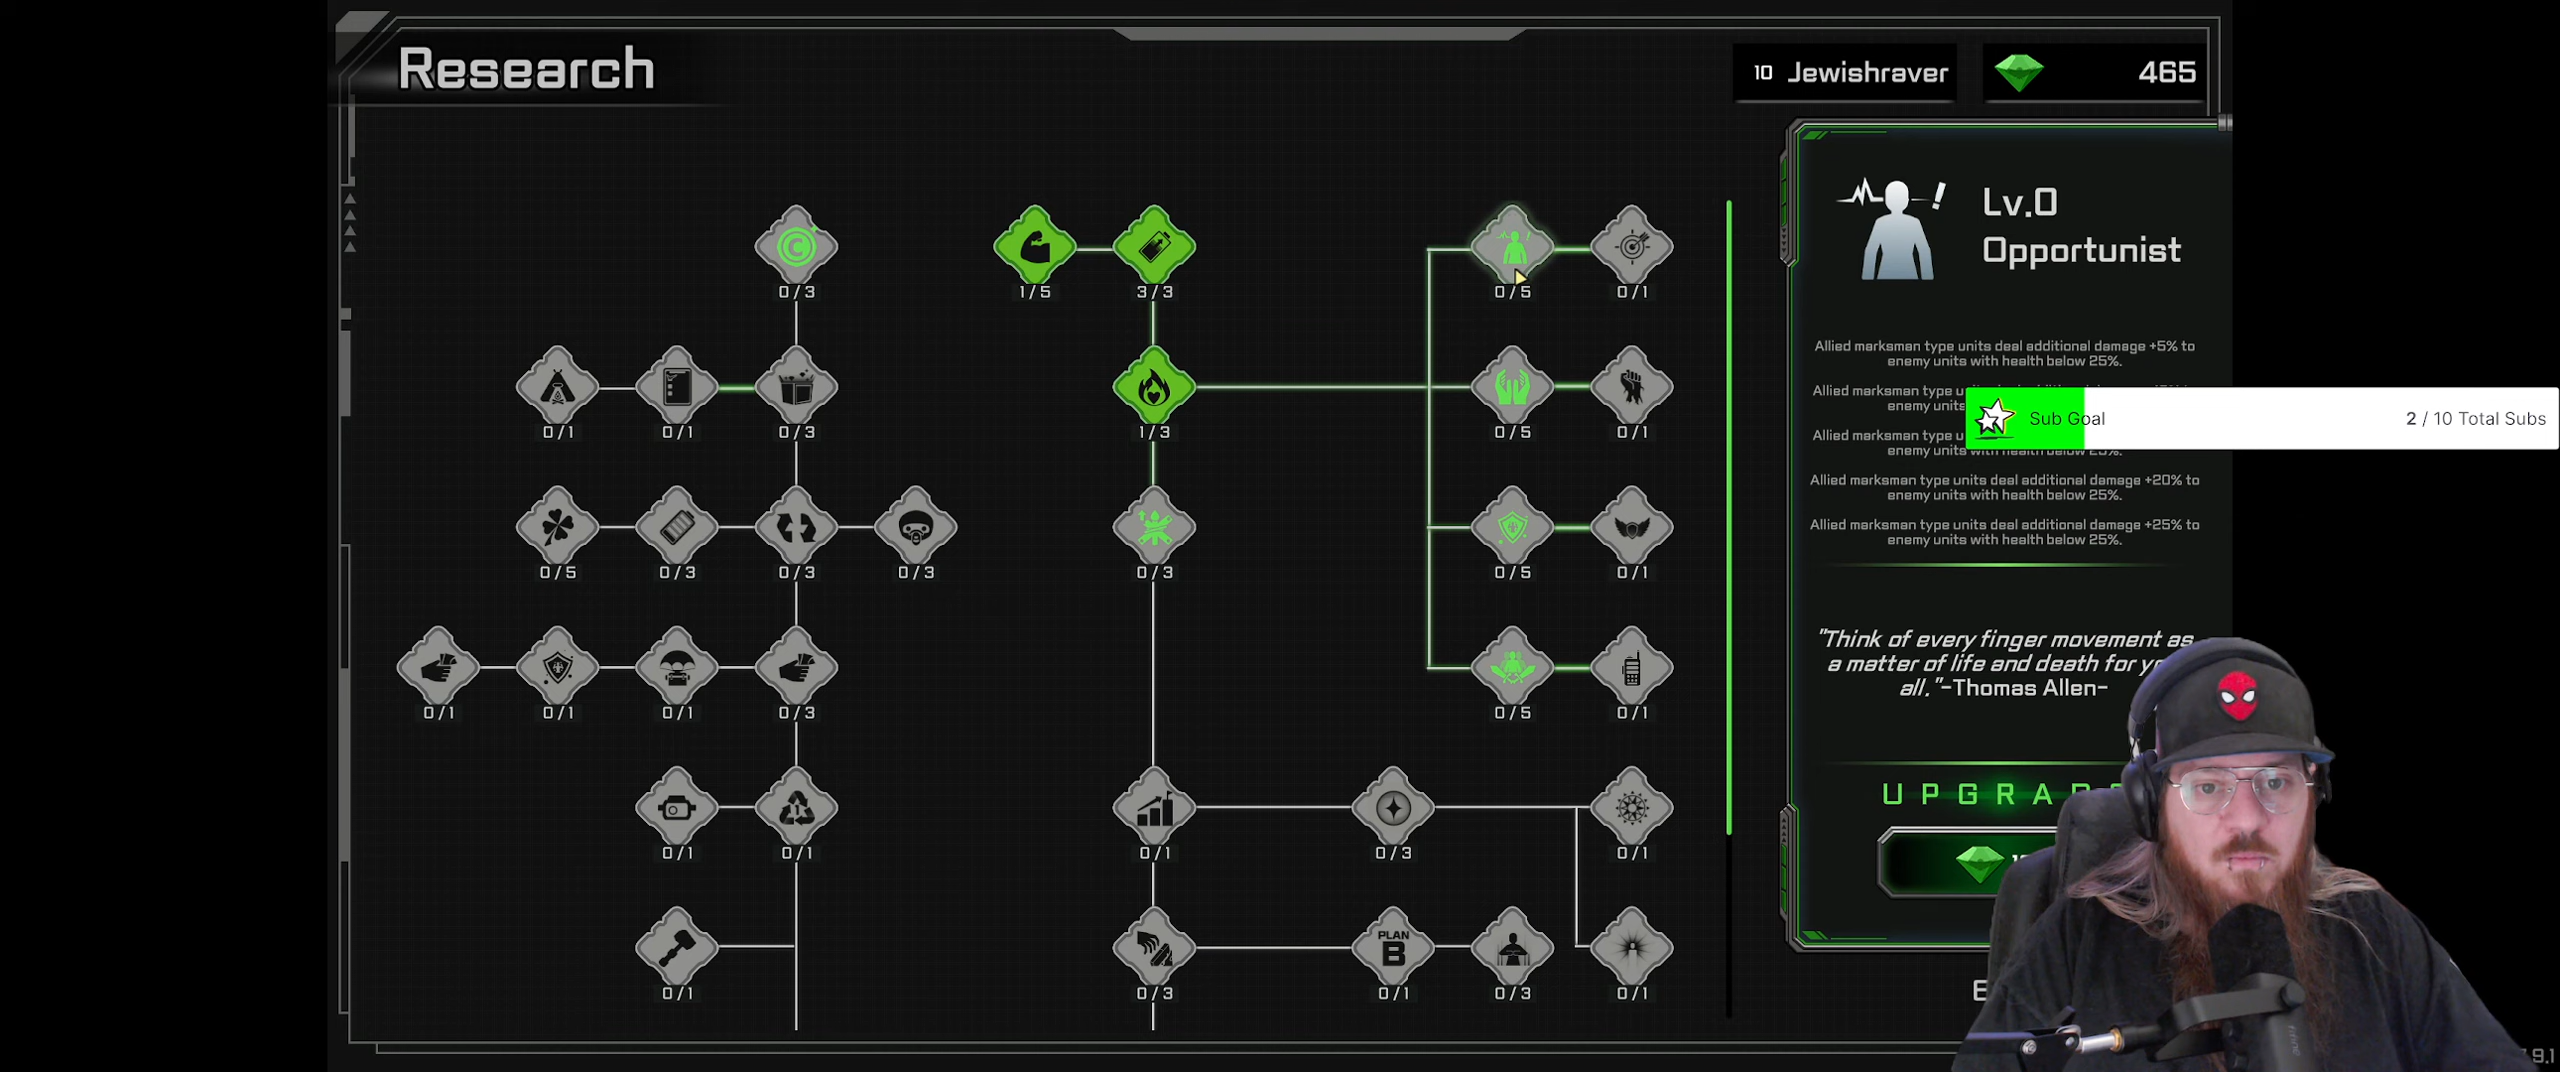 Research
10 Jewishraver
465
Lv.0
Opportunist
0/3
1/5
3/3
0/5
0/1
Allied marksman type units deal additional damage +5% to
enemy units with health below 25%.
0/1
0/1
0/3
1/3
0/5
0/1
Allied marksman type u
enemy units
Sub Goal
2 / 10 Total Subs
Allied marksman type u
enemy units with health below 25%.
Allied marksman type units deal additional damage +20% to
enemy units with health below 25%.
Allied marksman type units deal additional damage +25% to
enemy units with health below 25%.
0/5
0/3
0/3
0/3
0/3
0/5
0/1
"Think of every finger movement as
a matter of life and death for
all."-Thomas Allen-
0/1
0/1
0/1
0/3
0/5
0/1
UPGRA
0/1
0/1
0/1
0/3
0/1
PLAN
B
0/1
0/3
0/1
0/3
0/1
9.1